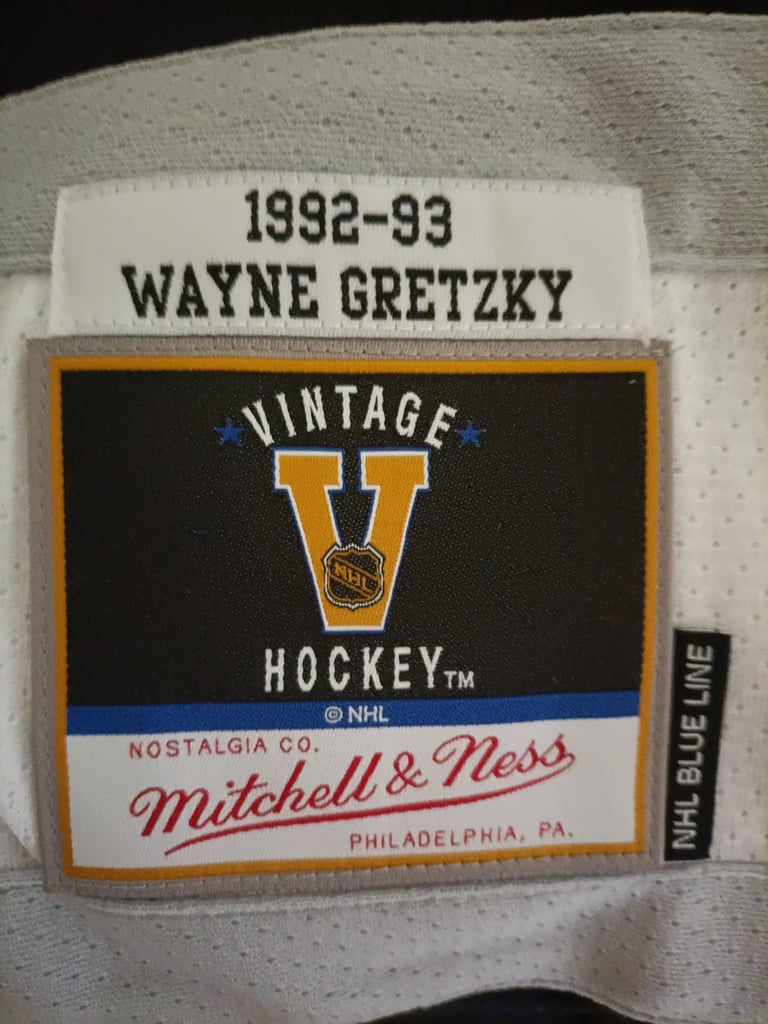 1992-93
WAYNE GRETZKY
VINTAGE
V
NHL
HOCKEY™
© NHL
NOSTALGIA CO.
Mitchell & Ness
PHILADELPHIA, PA.
NHL BLUE LINE